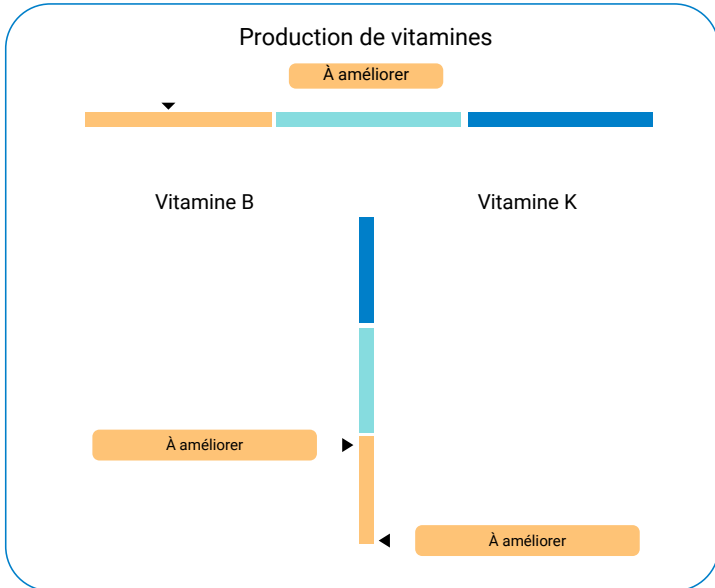 Production de vitamines
À améliorer
Vitamine B
Vitamine K
À améliorer
À améliorer